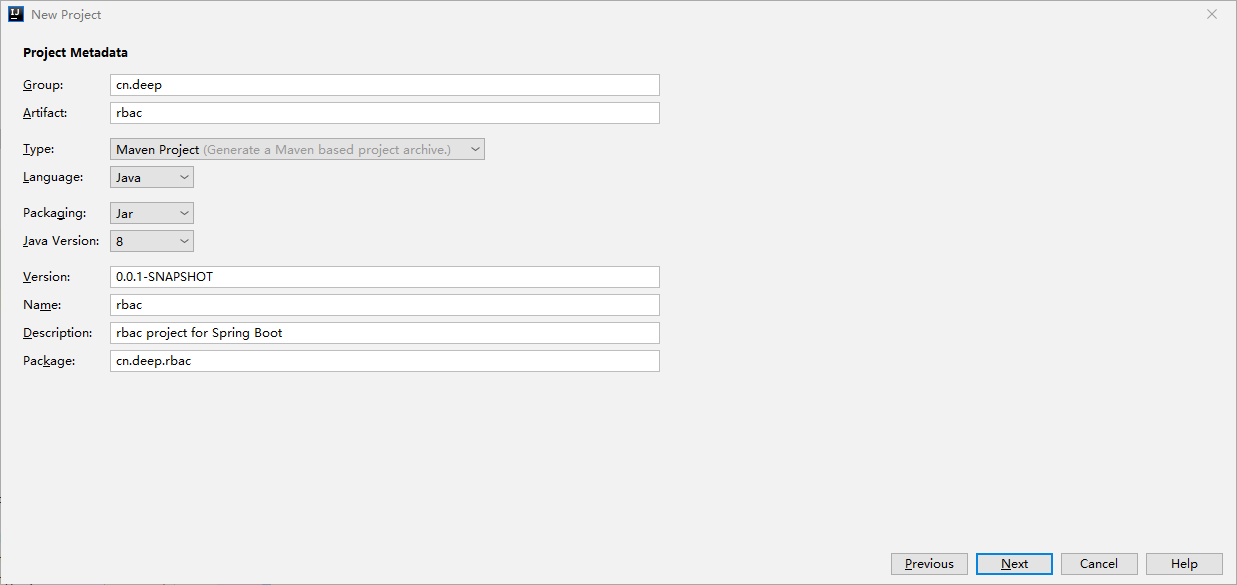 New Project
Project Metadata
Group: cn.deep
Artifact: rbac
Type: Maven Project (Generate a Maven based project archive.)
Language: Java
Packaging: Jar
Java Version: 8
Version: 0.0.1-SNAPSHOT
Name: rbac
Description: rbac project for Spring Boot
Package: cn.deep.rbac
Previous Next Cancel Help